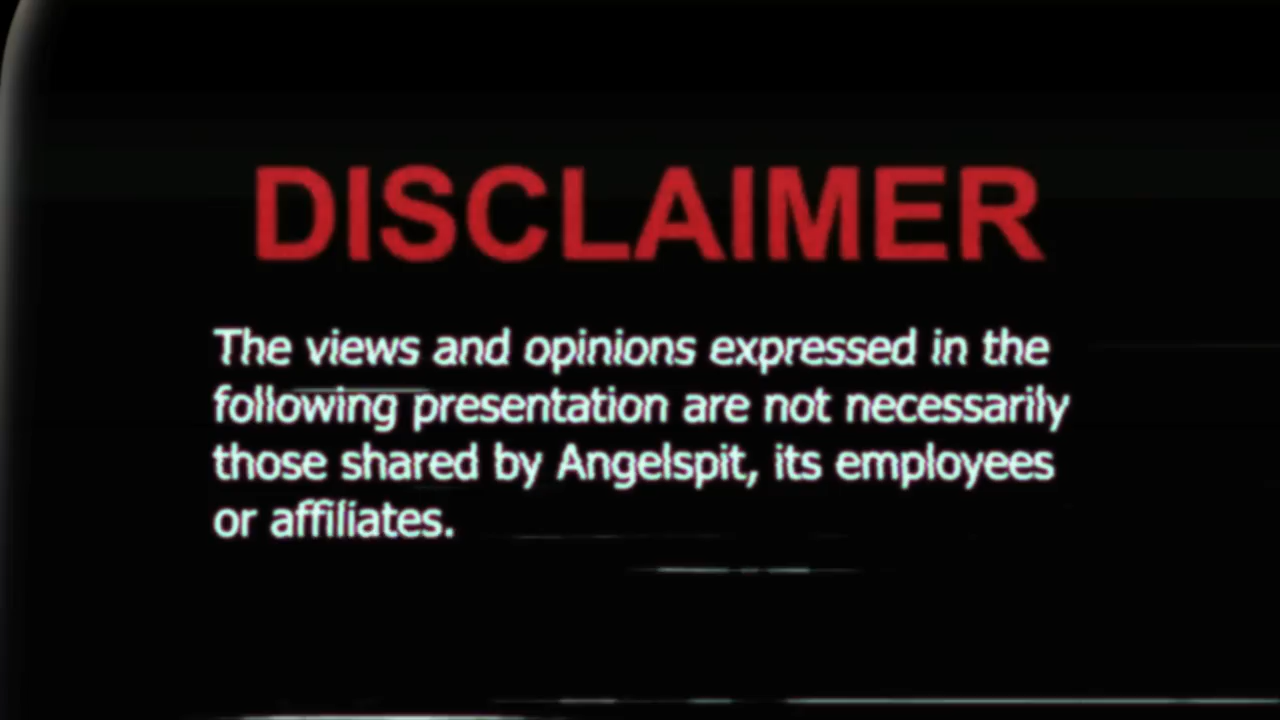 DISCLAIMER
The views and opinions expressed in the
following presentation are not necessarily
those shared by Angelspit, its employees
or affiliates.